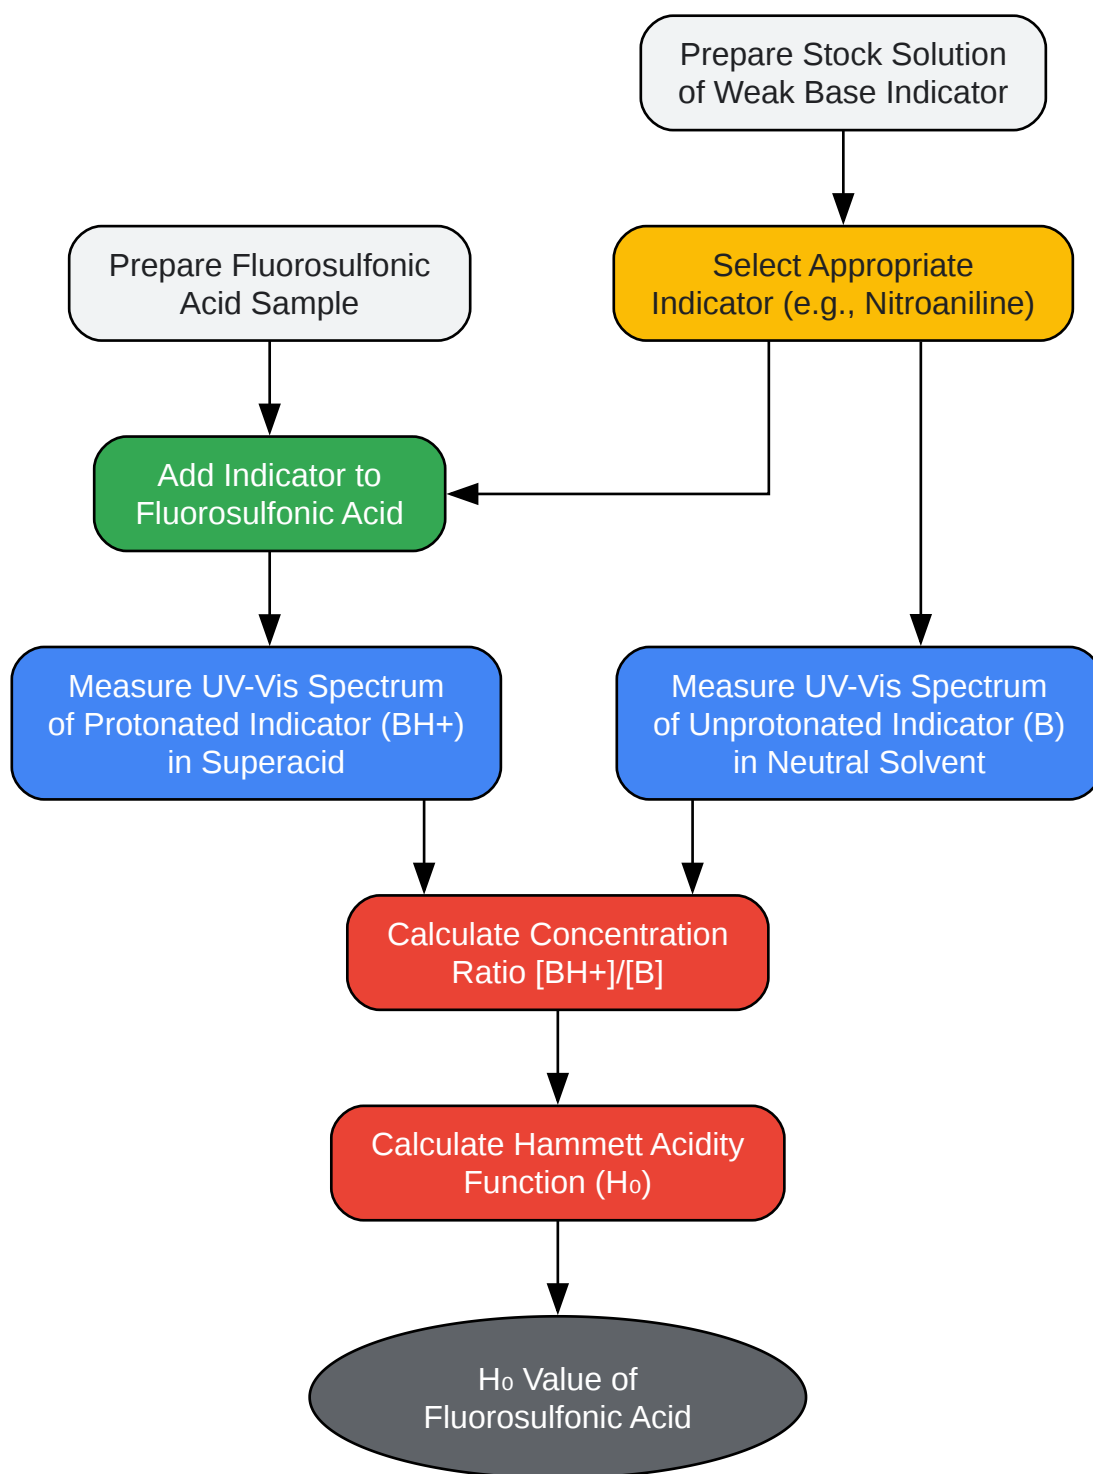 Prepare Stock Solution
of Weak Base Indicator
Prepare Fluorosulfonic
Acid Sample
Select Appropriate
Indicator (e.g., Nitroaniline)
Add Indicator to
Fluorosulfonic Acid
Measure UV-Vis Spectrum
of Protonated Indicator (BH+)
in Superacid
Measure UV-Vis Spectrum
of Unprotonated Indicator (B)
in Neutral Solvent
Calculate Concentration
Ratio [BH+]/[B]
Calculate Hammett Acidity
Function (H₀)
H₀ Value of
Fluorosulfonic Acid